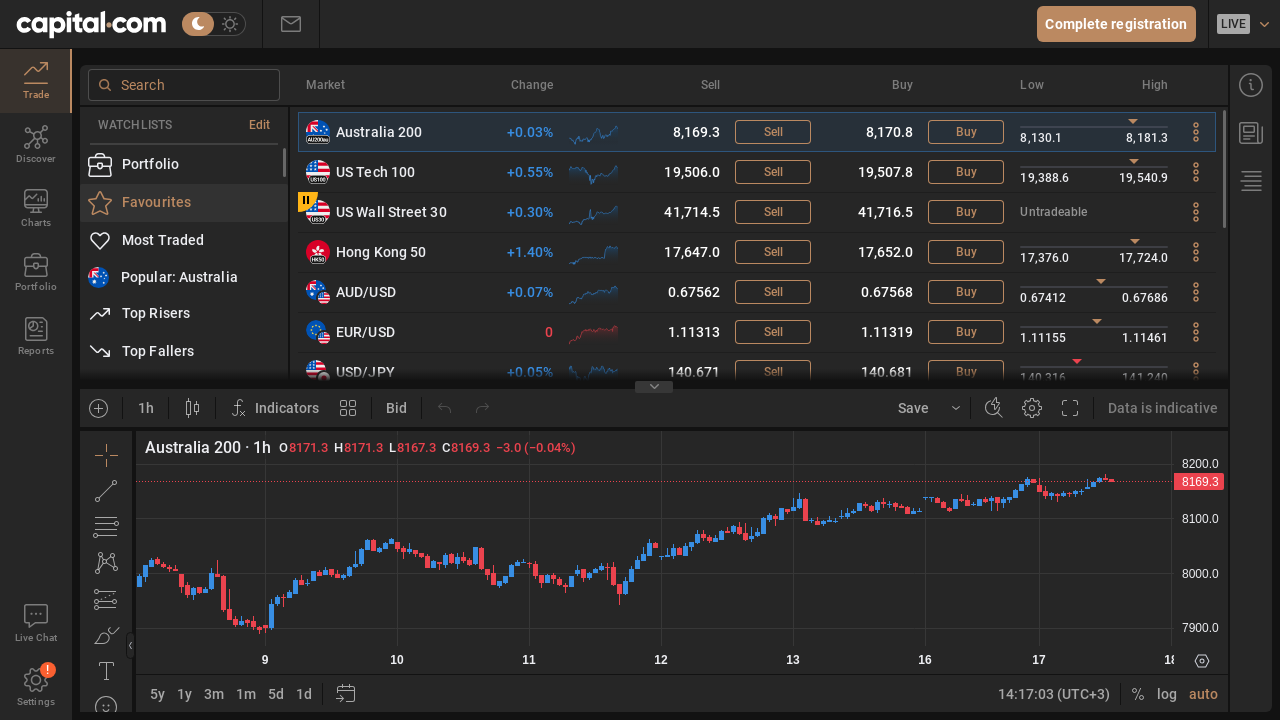 capital.com
Complete registration
LIVE
Trade
Discover
Charts
Portfolio
Reports
Live Chat
!
Settings
Search
WATCHLISTS Edit
Portfolio
Favourites
Most Traded
Popular: Australia
Top Risers
Top Fallers
Market Change Sell Buy Low High
Australia 200 +0.03% 8,169.3 Sell 8,170.8 Buy 8,130.1 8,181.3
US Tech 100 +0.55% 19,506.0 Sell 19,507.8 Buy 19,388.6 19,540.9
US Wall Street 30 +0.30% 41,714.5 Sell 41,716.5 Buy Untradeable
Hong Kong 50 +1.40% 17,647.0 Sell 17,652.0 Buy 17,376.0 17,724.0
AUD/USD +0.07% 0.67562 Sell 0.67568 Buy 0.67412 0.67686
EUR/USD 0 1.11313 Sell 1.11319 Buy 1.11155 1.11461
USD/JPY +0.05% 140.671 Sell 140.681 Buy 140.316 141.240
1h Indicators Bid Save Data is indicative
Australia 200 · 1h O8171.3 H8171.3 L8167.3 C8169.3 −3.0 (−0.04%)
8200.0
8169.3
8100.0
8000.0
7900.0
9 10 11 12 13 16 17 18
5y 1y 3m 1m 5d 1d 14:17:03 (UTC+3) % log auto